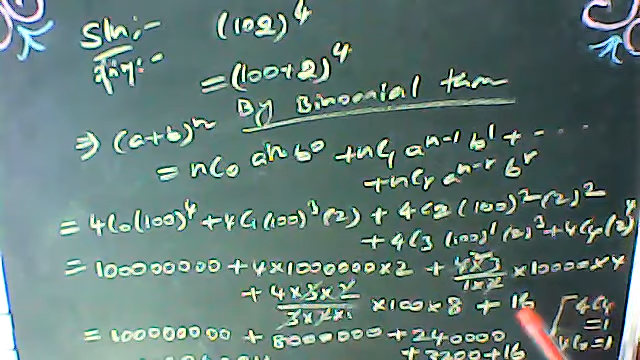 Sln:- (102)⁴
= (100+2)⁴
By Binomial
⇒ (a+b)ⁿ
= nC₀ aⁿ b⁰ + nC₁ aⁿ⁻¹ b¹ + - - - -
+ nCᵣ aⁿ⁻ʳ bʳ
= 4C₀(100)⁴ + 4C₁(100)³(2) + 4C₂(100)²(2)²
+ 4C₃(100)¹(2)³ + 4C₄(2)⁴
= 100000000 + 4×1000000×2 + 4×3/1×2 ×10000×4
+ 4×3×2/3×2×1 ×100×8 + 16
4C₄ =1
4C₀=1
= 100000000 + 8000000 + 240000
+ 3200 + 16